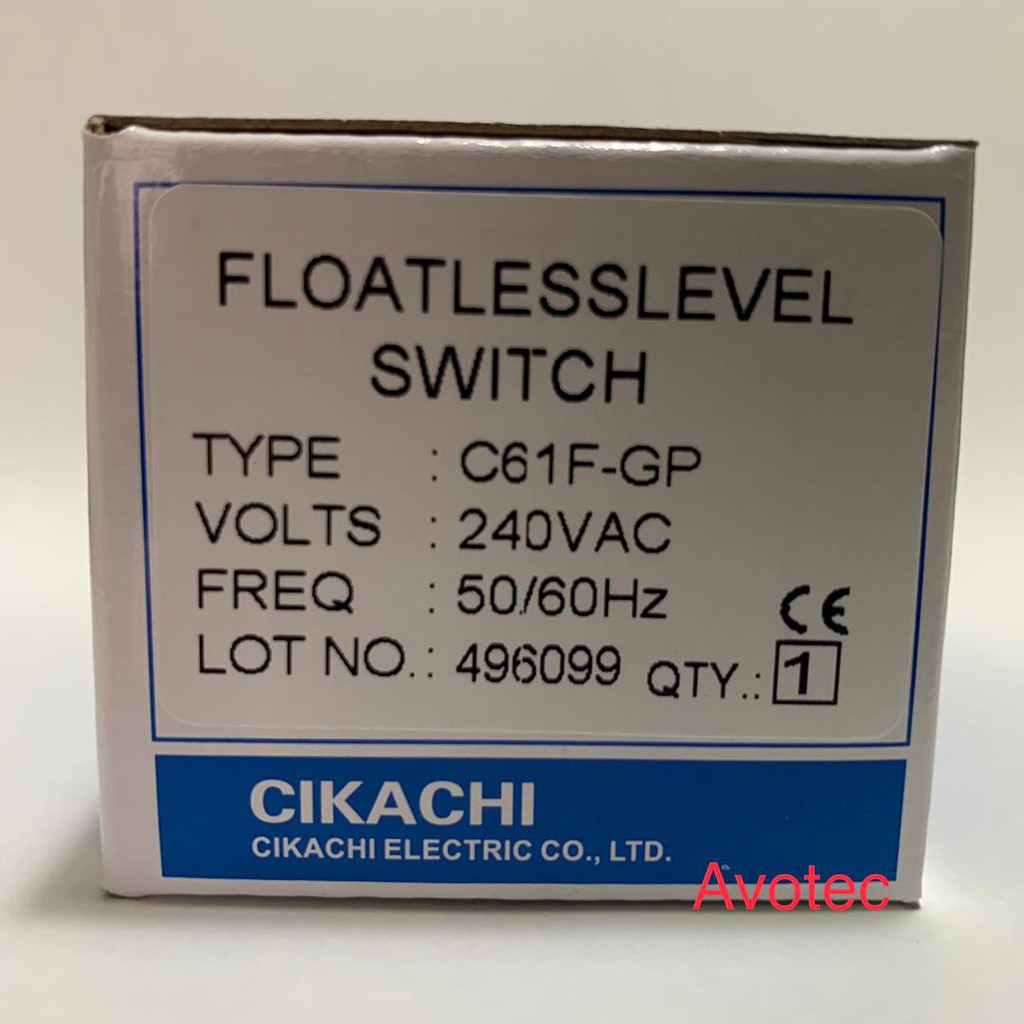 FLOATLESSLEVEL
SWITCH
TYPE : C61F-GP
VOLTS : 240VAC
FREQ : 50/60Hz
CE
LOT NO.: 496099 QTY.: 1
CIKACHI
CIKACHI ELECTRIC CO., LTD.
Avotec